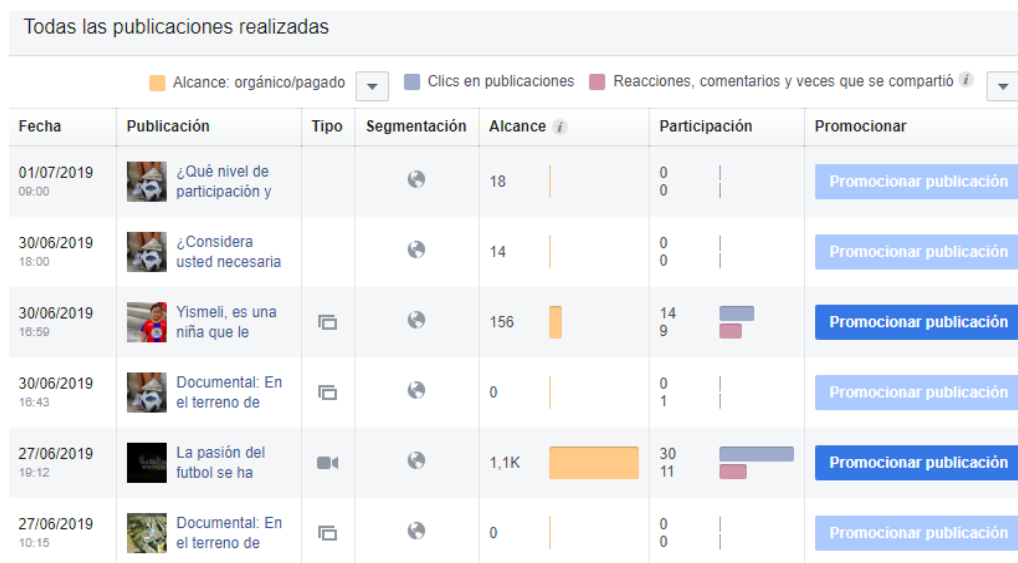 Todas las publicaciones realizadas
Alcance: orgánico/pagado Clics en publicaciones Reacciones, comentarios y veces que se compartió i
Fecha Publicación Tipo Segmentación Alcance i Participación Promocionar
01/07/2019
09:00
¿Qué nivel de
participación y
18
0
0
Promocionar publicación
30/06/2019
18:00
¿Considera
usted necesaria
14
0
0
Promocionar publicación
30/06/2019
16:59
Yismeli, es una
niña que le
156
14
9
Promocionar publicación
30/06/2019
16:43
Documental: En
el terreno de
0
0
1
Promocionar publicación
27/06/2019
19:12
La pasión del
futbol se ha
1,1K
30
11
Promocionar publicación
27/06/2019
10:15
Documental: En
el terreno de
0
0
0
Promocionar publicación